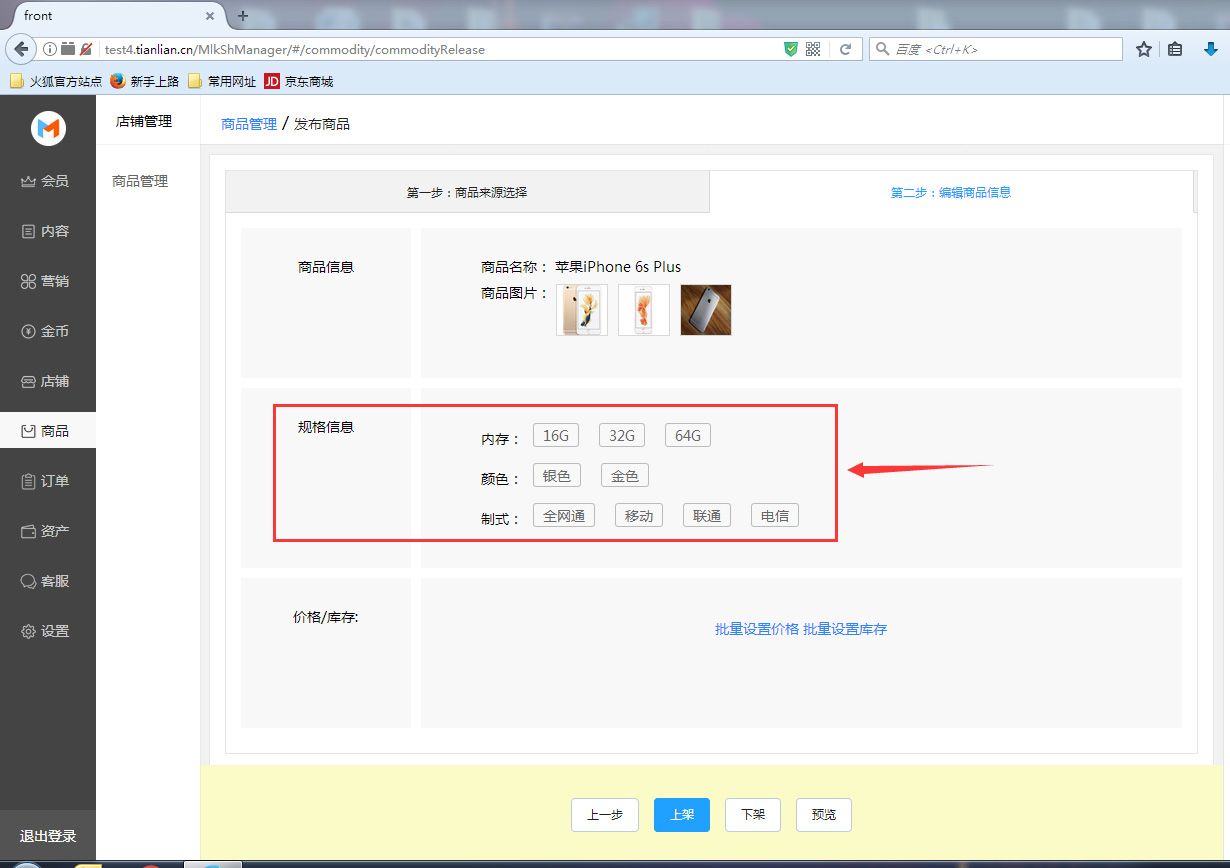 front
test4.tianlian.cn/MlkShManager/#/commodity/commodityRelease
百度 <Ctrl+K>
火狐官方站点 新手上路 常用网址 JD 京东商城
店铺管理
商品管理 / 发布商品
会员
商品管理
内容
营销
金币
店铺
商品
订单
资产
客服
设置
退出登录
第一步：商品来源选择
第二步：编辑商品信息
商品信息
商品名称： 苹果iPhone 6s Plus
商品图片：
规格信息
内存： 16G 32G 64G
颜色： 银色 金色
制式： 全网通 移动 联通 电信
价格/库存:
批量设置价格 批量设置库存
上一步 上架 下架 预览